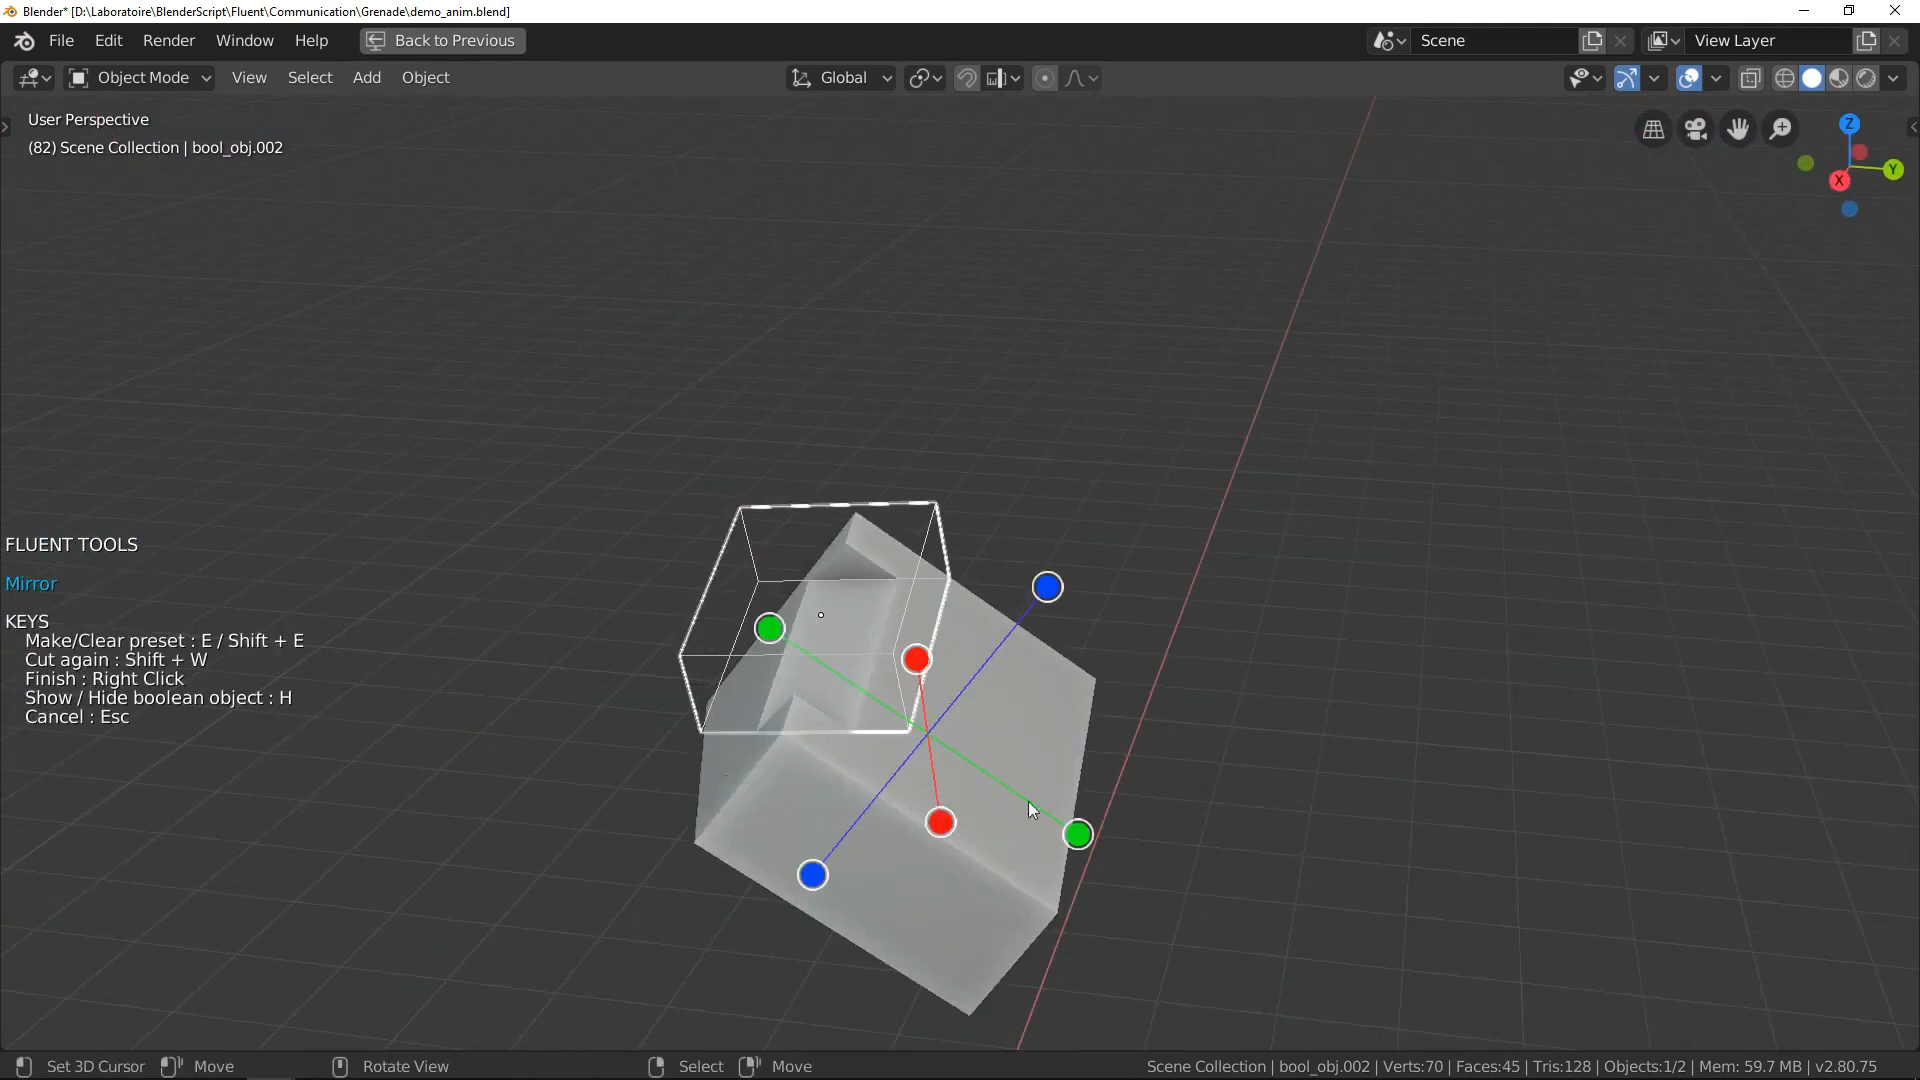 Blender* [D:\Laboratoire\BlenderScript\Fluent\Communication\Grenade\demo_anim.blend]
File Edit Render Window Help Back to Previous Scene View Layer
Object Mode View Select Add Object Global
User Perspective
(82) Scene Collection | bool_obj.002
Z
Y
X
FLUENT TOOLS
Mirror
KEYS
Make/Clear preset : E / Shift + E
Cut again : Shift + W
Finish : Right Click
Show / Hide boolean object : H
Cancel : Esc
Set 3D Cursor Move Rotate View Select Move Scene Collection | bool_obj.002 | Verts:70 | Faces:45 | Tris:128 | Objects:1/2 | Mem: 59.7 MB | v2.80.75